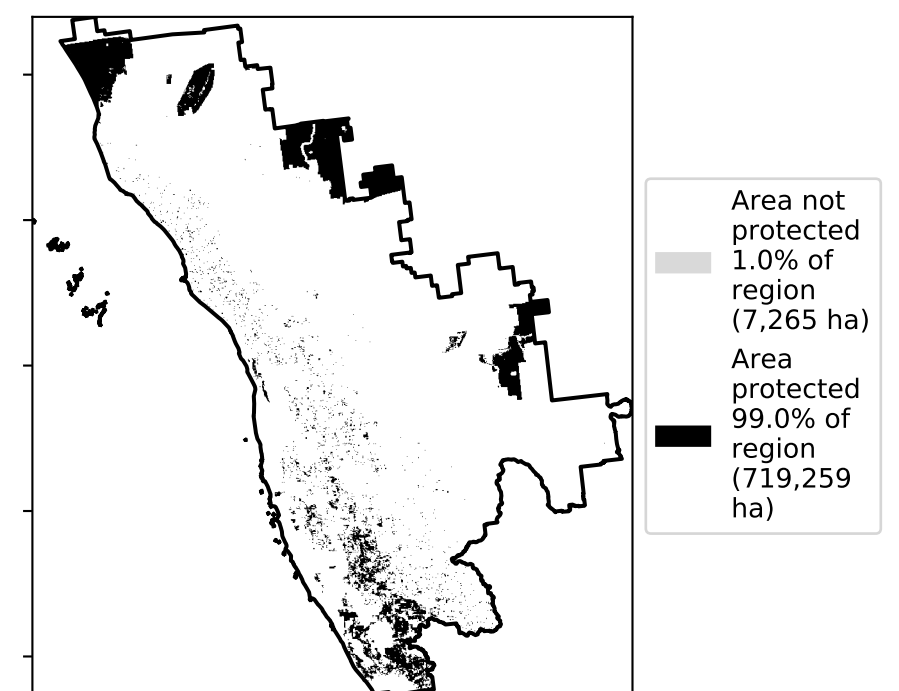 Area not
protected
1.0% of
region
(7,265 ha)
Area
protected
99.0% of
region
(719,259
ha)